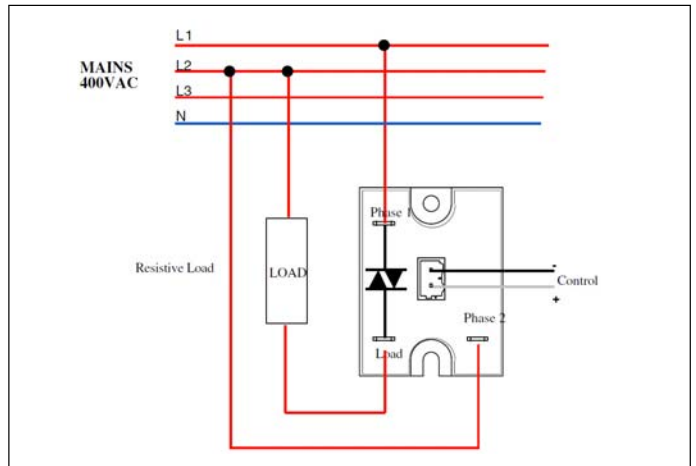 L1
MAINS
400VAC
L2
L3
N
Phase 1
Resistive Load
LOAD
-
Control
+
Phase 2
Load